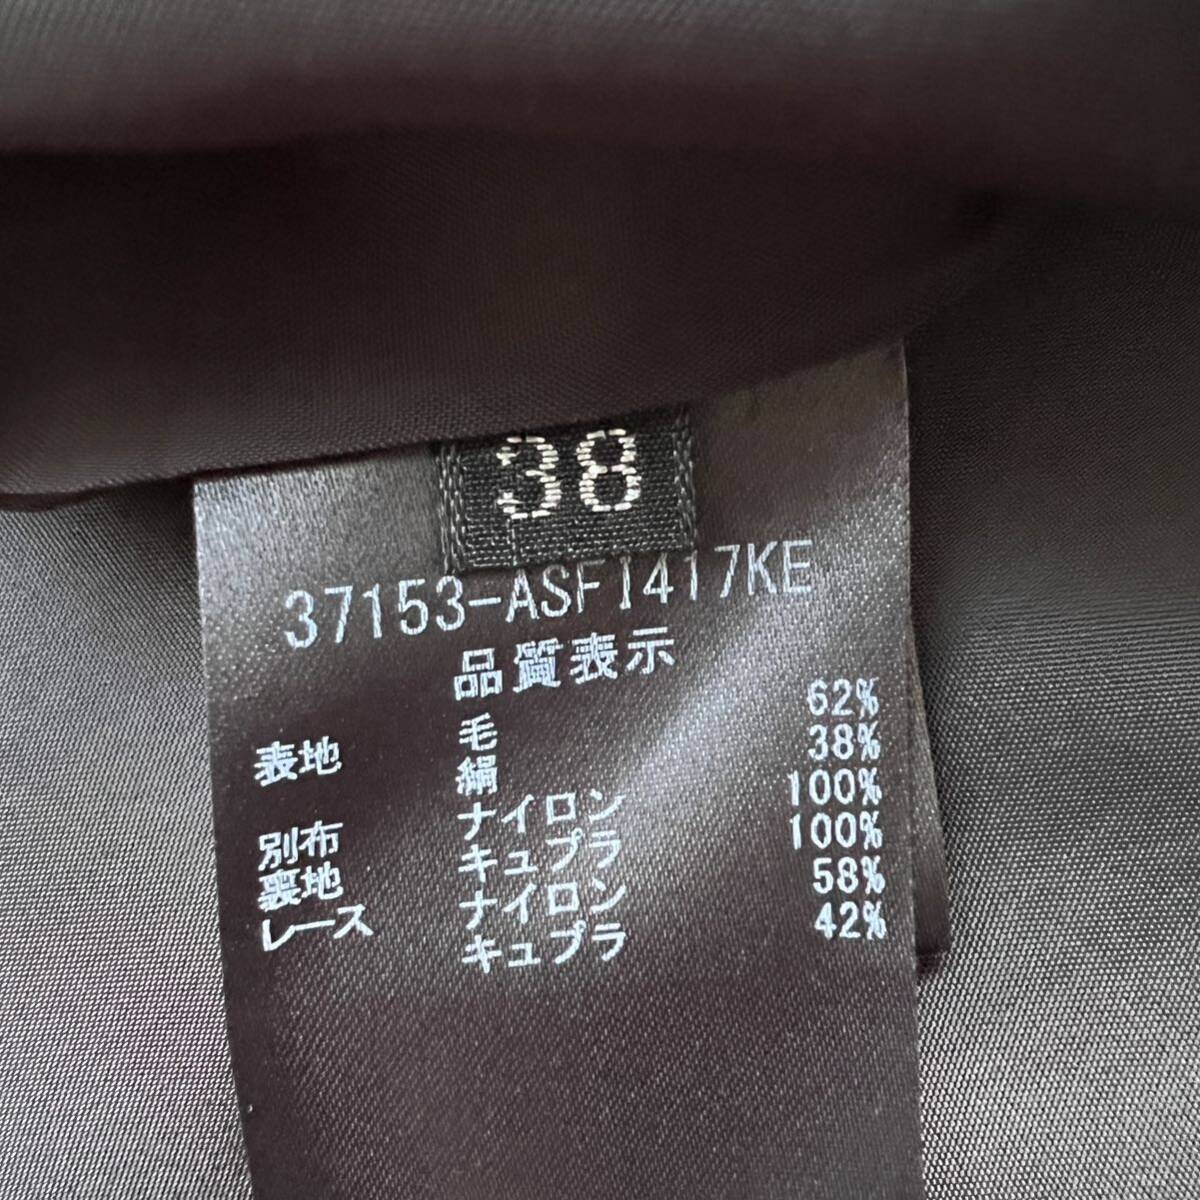 38
37153-ASFI417KE
品質表示
表地 毛 62%
絹 38%
別布 ナイロン 100%
裏地 キュプラ 100%
レース ナイロン 58%
キュプラ 42%